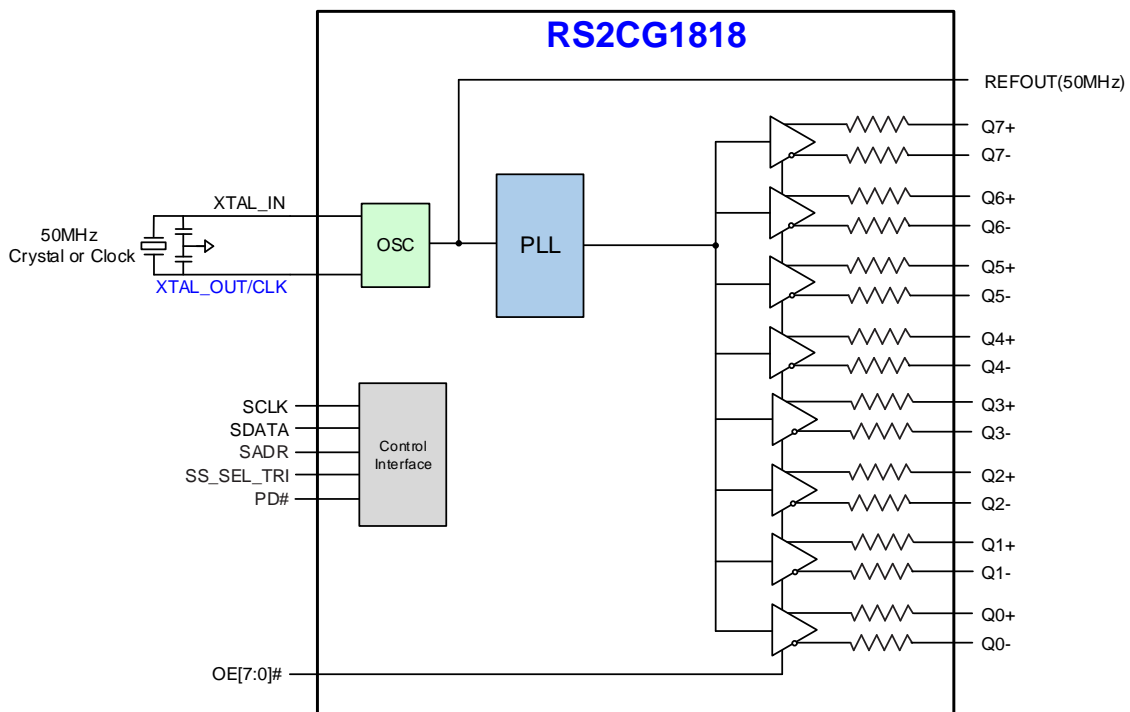 RS2CG1818
REFOUT(50MHz)
Q7+
Q7-
XTAL_IN
Q6+
Q6-
50MHz
Crystal or Clock
OSC
PLL
XTAL_OUT/CLK
Q5+
Q5-
Q4+
Q4-
SCLK
SDATA
SADR
SS_SEL_TRI
PD#
Control
Interface
Q3+
Q3-
Q2+
Q2-
Q1+
Q1-
Q0+
Q0-
OE[7:0]#